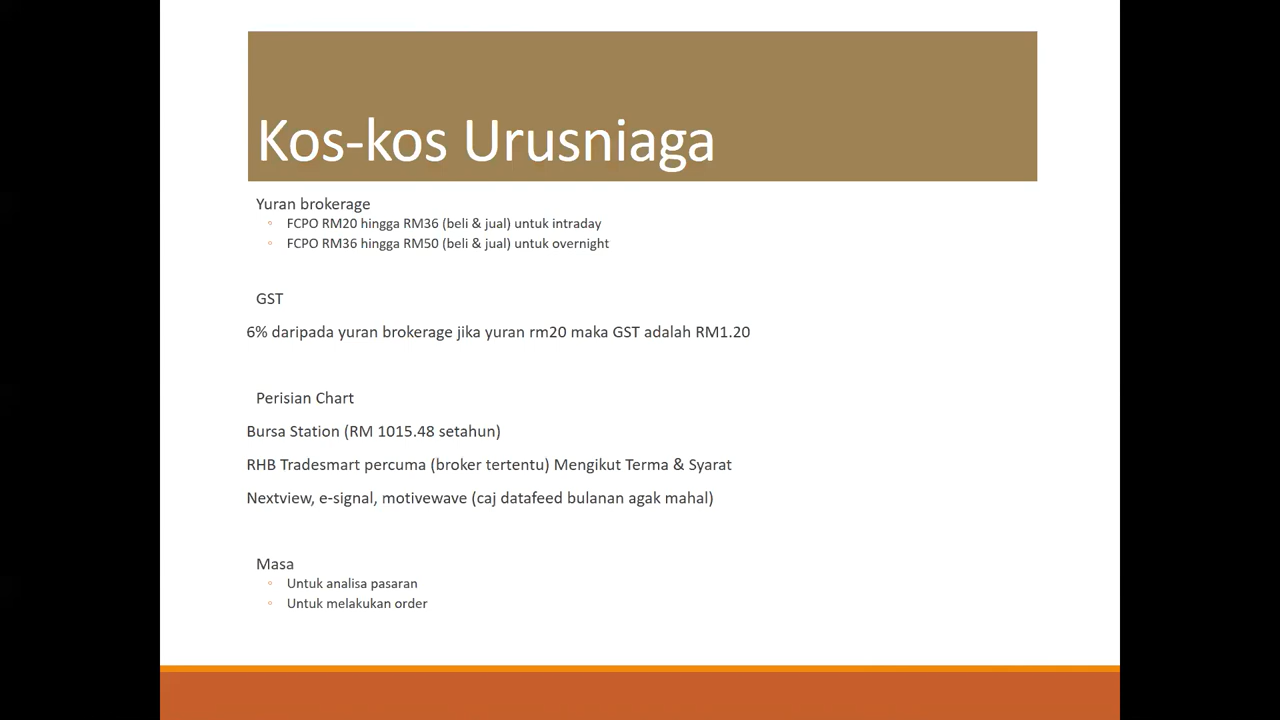 Kos-kos Urusniaga
Yuran brokerage
◦ FCPO RM20 hingga RM36 (beli & jual) untuk intraday
◦ FCPO RM36 hingga RM50 (beli & jual) untuk overnight
GST
6% daripada yuran brokerage jika yuran rm20 maka GST adalah RM1.20
Perisian Chart
Bursa Station (RM 1015.48 setahun)
RHB Tradesmart percuma (broker tertentu) Mengikut Terma & Syarat
Nextview, e-signal, motivewave (caj datafeed bulanan agak mahal)
Masa
◦ Untuk analisa pasaran
◦ Untuk melakukan order